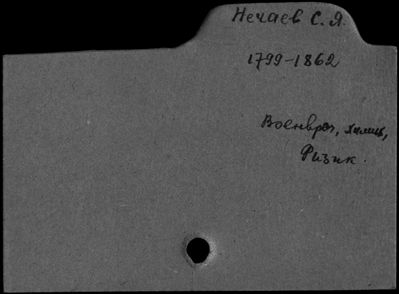 Нечаев С. Я.
1799-1862
Военврач, химик,
Физик.